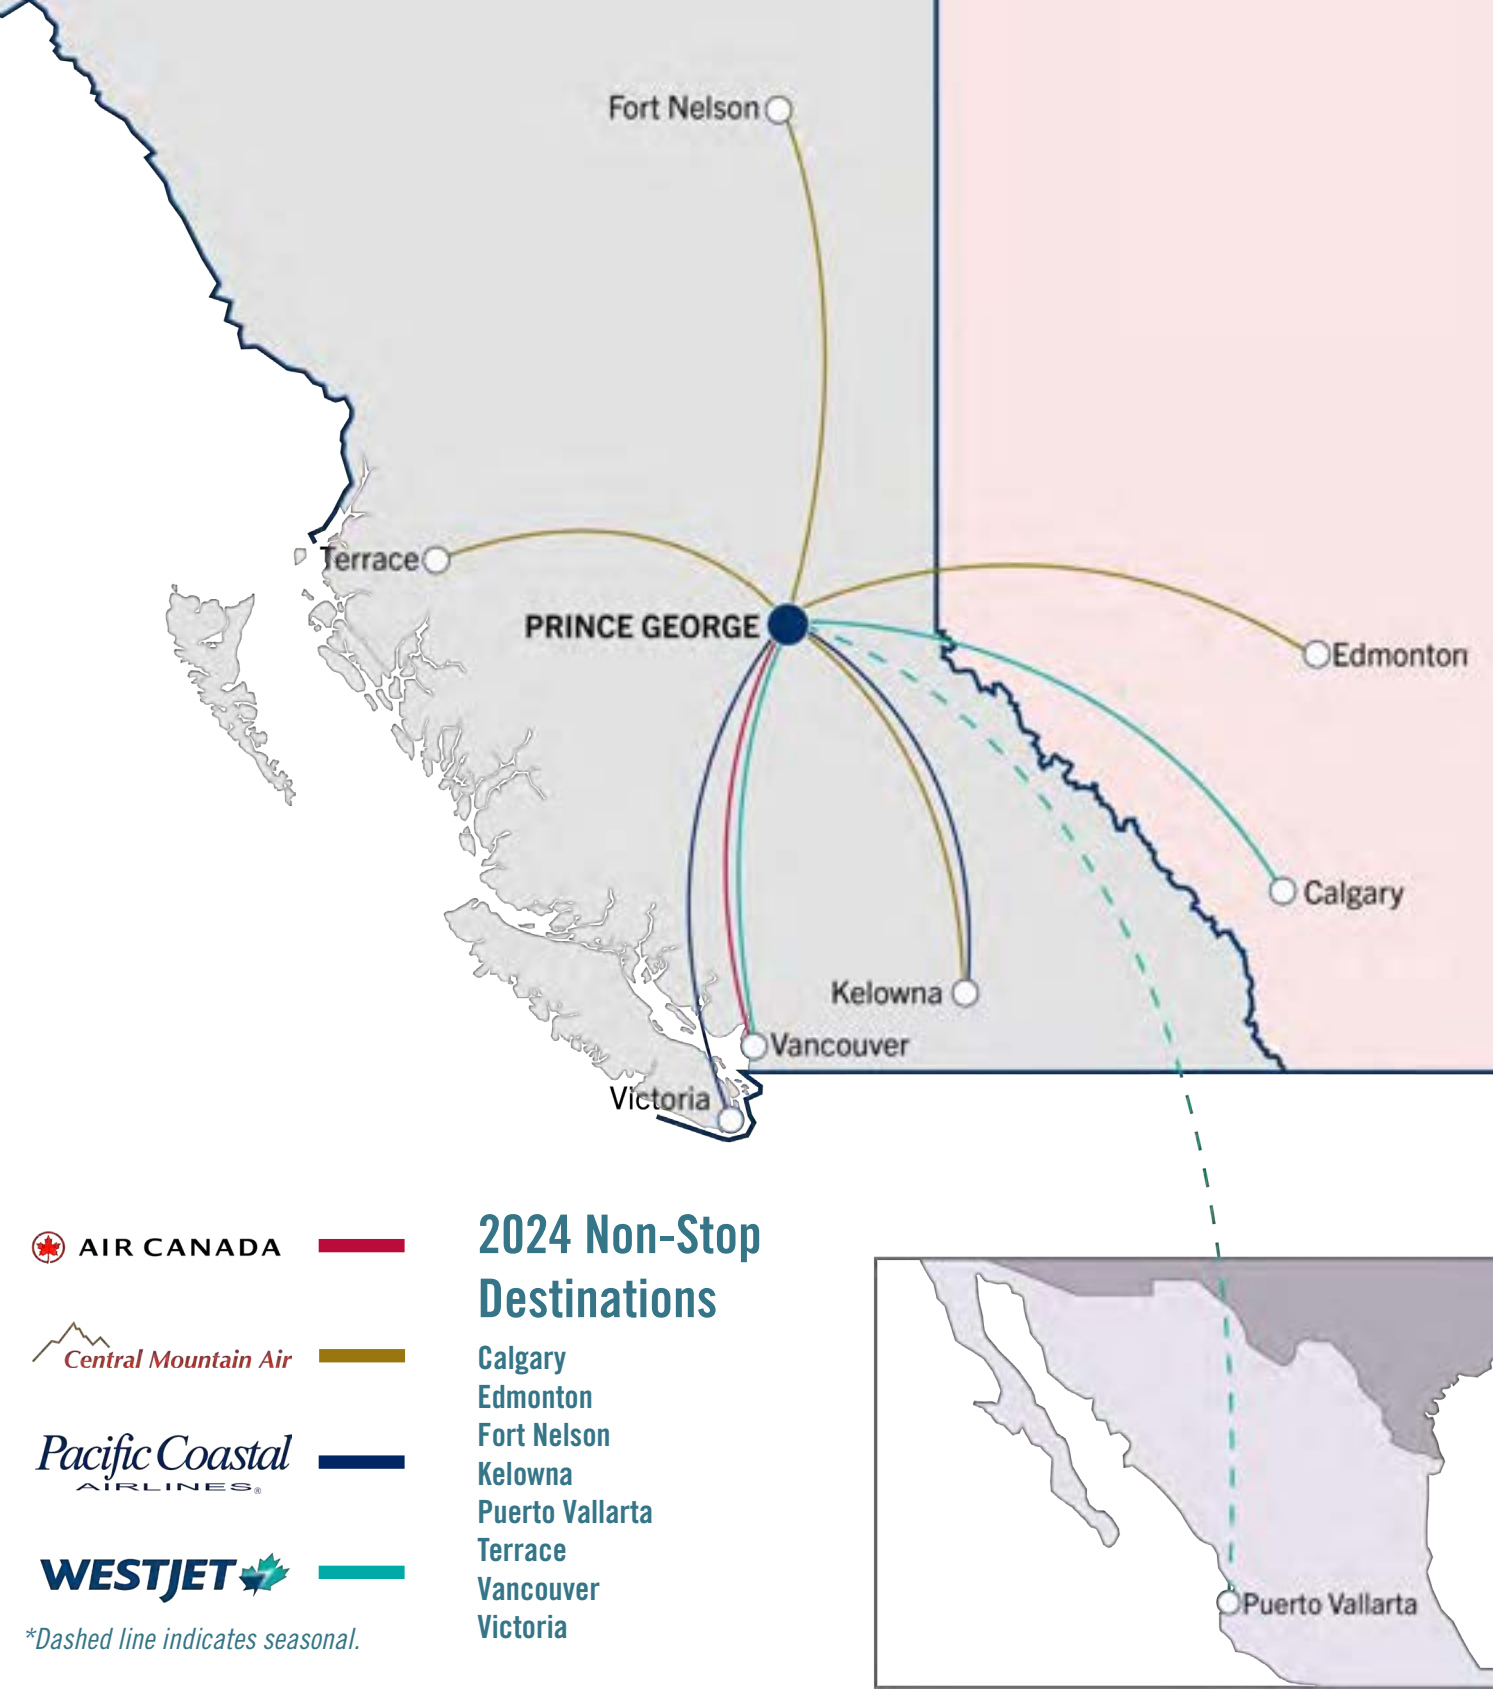 Fort Nelson
Terrace
PRINCE GEORGE
Edmonton
Calgary
Kelowna
Vancouver
Victoria
AIR CANADA
Central Mountain Air
Pacific Coastal
AIRLINES®
WESTJET
*Dashed line indicates seasonal.
2024 Non-Stop
Destinations
Calgary
Edmonton
Fort Nelson
Kelowna
Puerto Vallarta
Terrace
Vancouver
Victoria
Puerto Vallarta